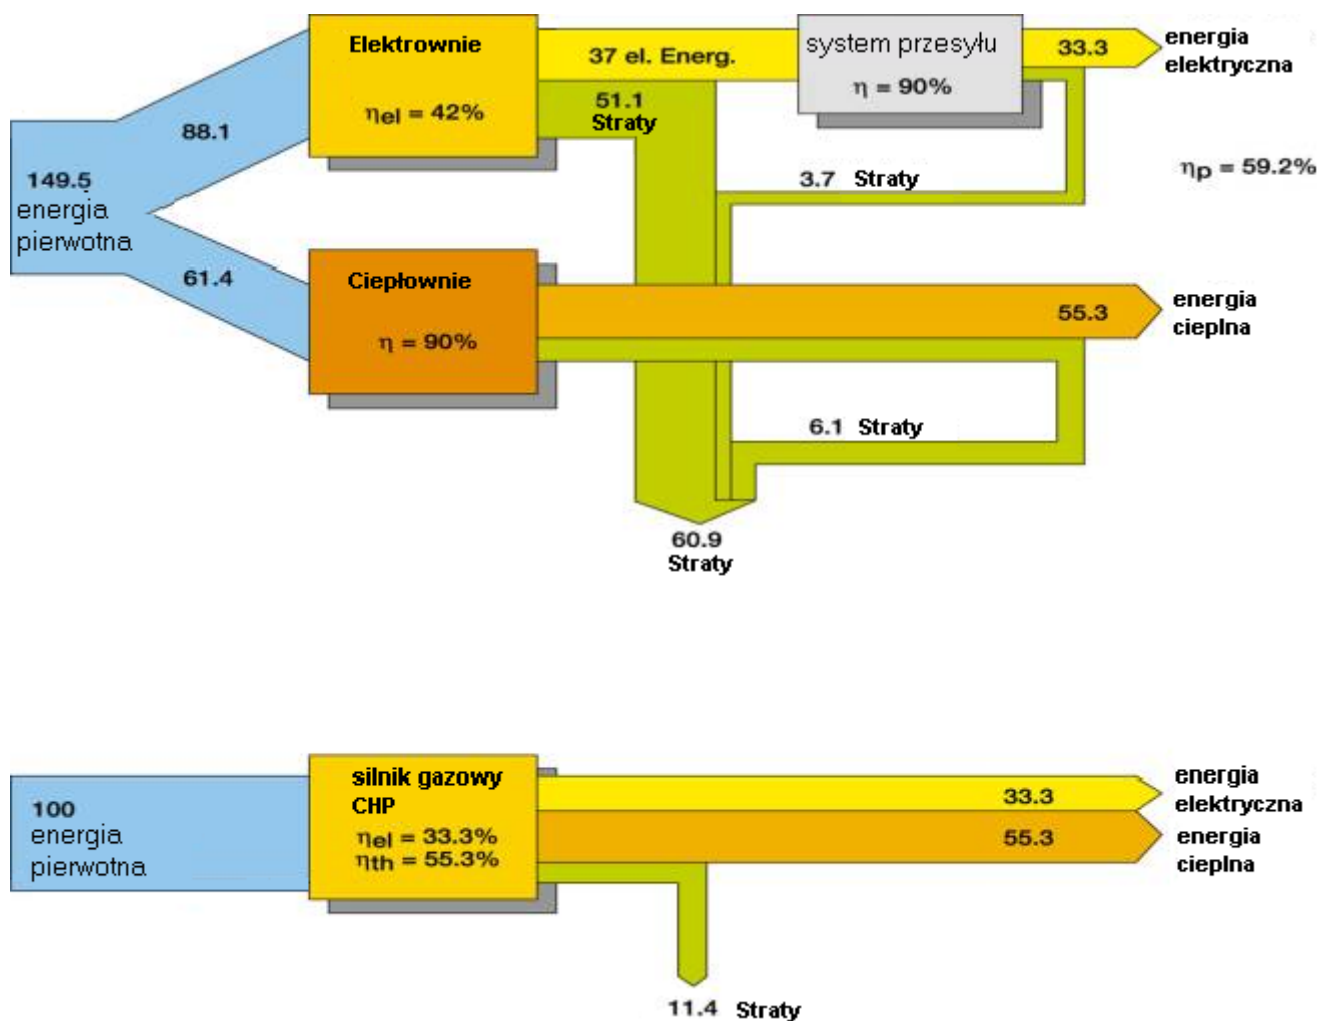 Elektrownie
ηel = 42%
37 el. Energ.
system przesyłu
η = 90%
33.3
energia
elektryczna
88.1
51.1
Straty
149.5
energia
pierwotna
3.7 Straty
ηp = 59.2%
61.4
Ciepłownie
η = 90%
55.3
energia
cieplna
6.1 Straty
60.9
Straty
100
energia
pierwotna
silnik gazowy
CHP
ηel = 33.3%
ηth = 55.3%
33.3
energia
elektryczna
55.3
energia
cieplna
11.4 Straty